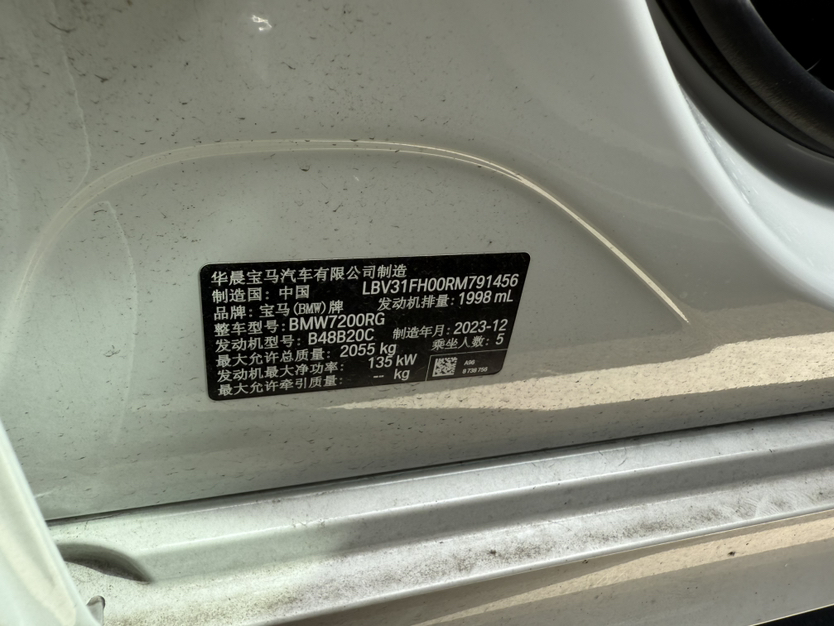 华晨宝马汽车有限公司制造
制造国：中国 LBV31FH00RM791456
品牌：宝马(BMW)牌 发动机排量：1998 mL
整车型号：BMW7200RG
发动机型号：B48B20C 制造年月：2023-12
最大允许总质量：2055 kg 乘坐人数：5
发动机最大净功率：135 kW
最大允许牵引质量：-- kg
A96